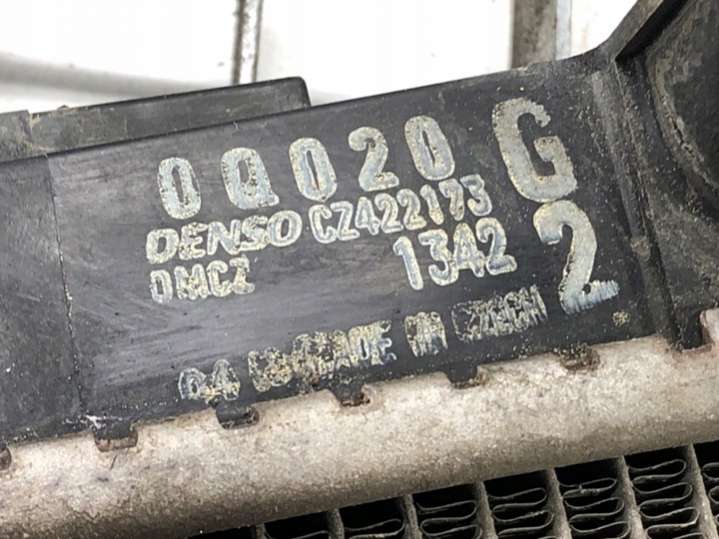 0Q020 G
DENSO CZ422173
DMCZ 1342 2
MADE IN CZECH